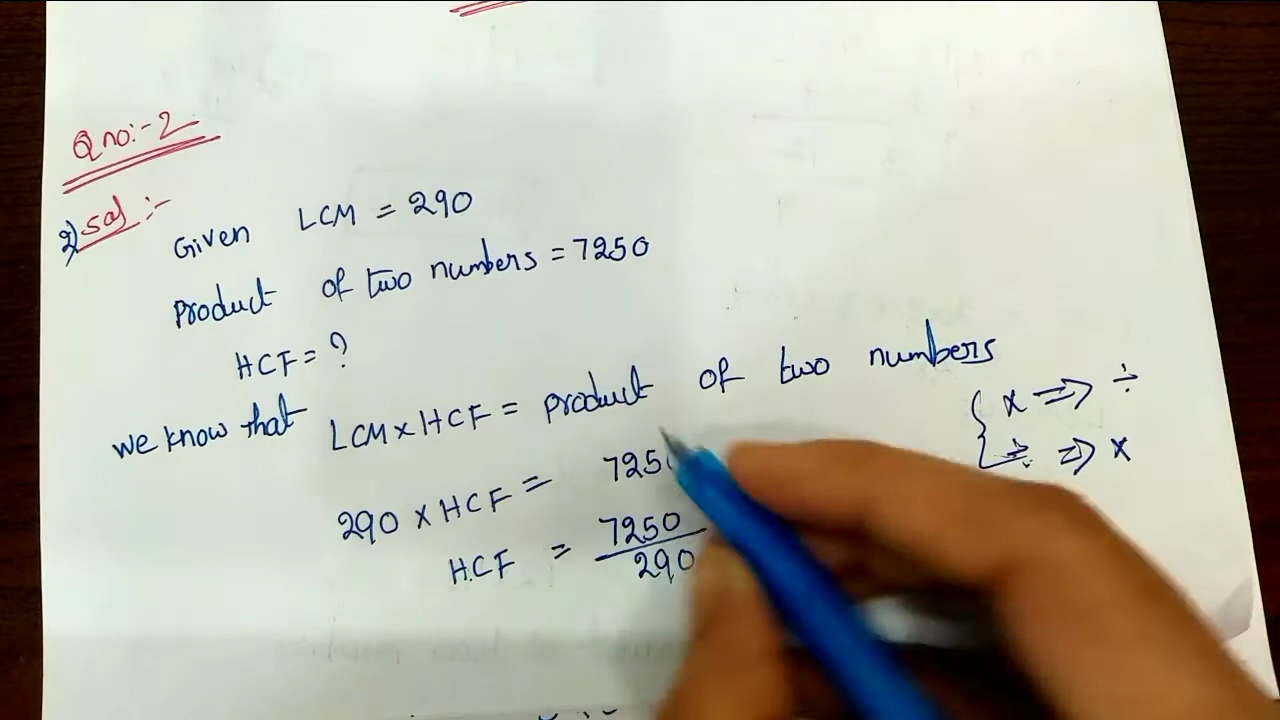 Q no:- 2
2) Sol :-
Given LCM = 290
product of two numbers = 7250
HCF = ?
we know that LCM x HCF = product of two numbers
x => ÷
÷ => x
290 x HCF = 725
HCF = 7250
290